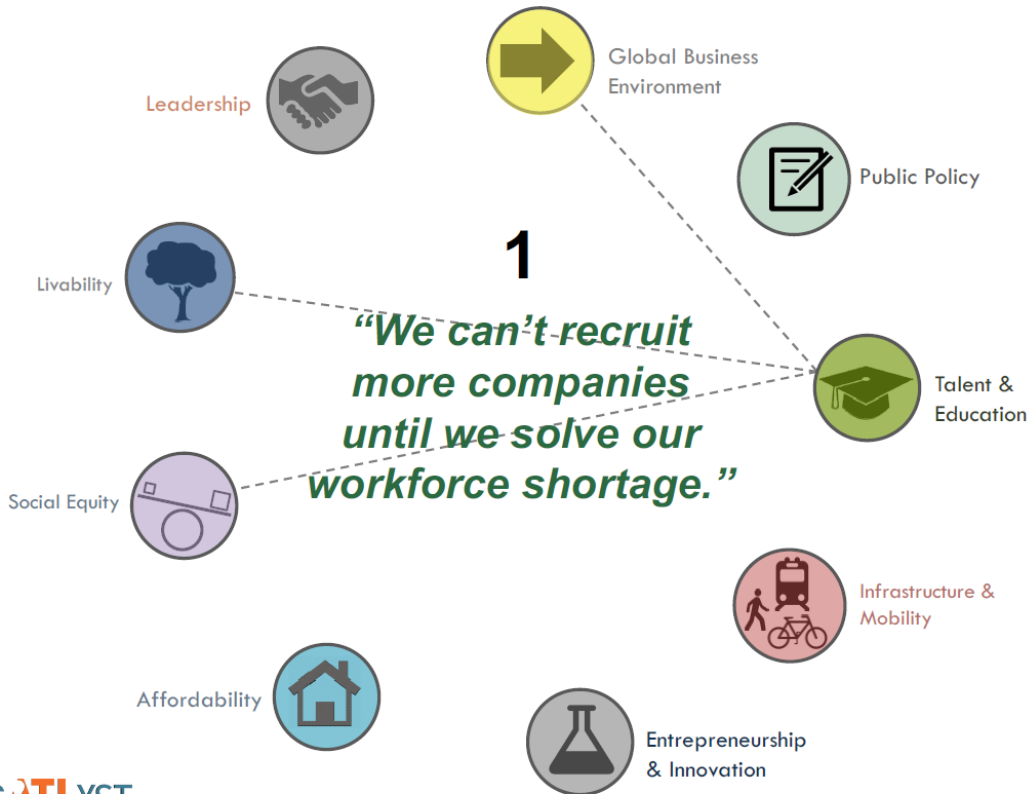 Global Business
Environment
Leadership
Public Policy
1
Livability
“We can’t recruit
more companies
until we solve our
workforce shortage.”
Talent &
Education
Social Equity
Infrastructure &
Mobility
Affordability
Entrepreneurship
& Innovation